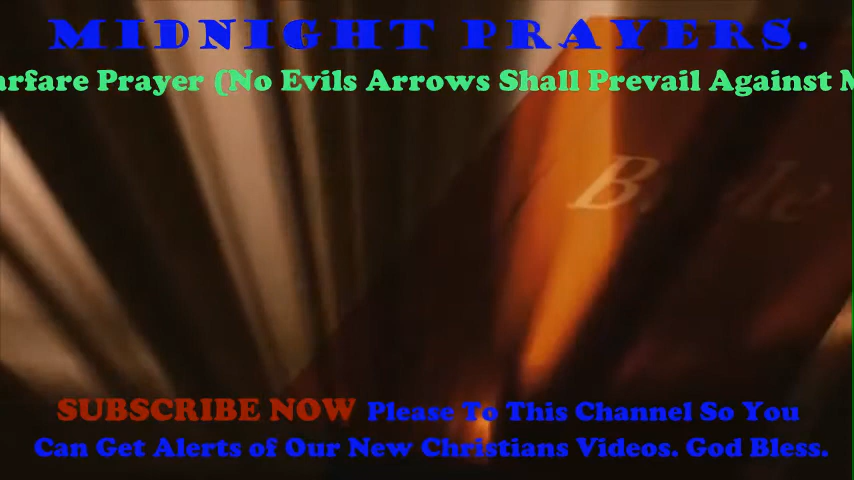 MIDNIGHT PRAYERS.
arfare Prayer (No Evils Arrows Shall Prevail Against M
SUBSCRIBE NOW Please To This Channel So You
Can Get Alerts of Our New Christians Videos. God Bless.